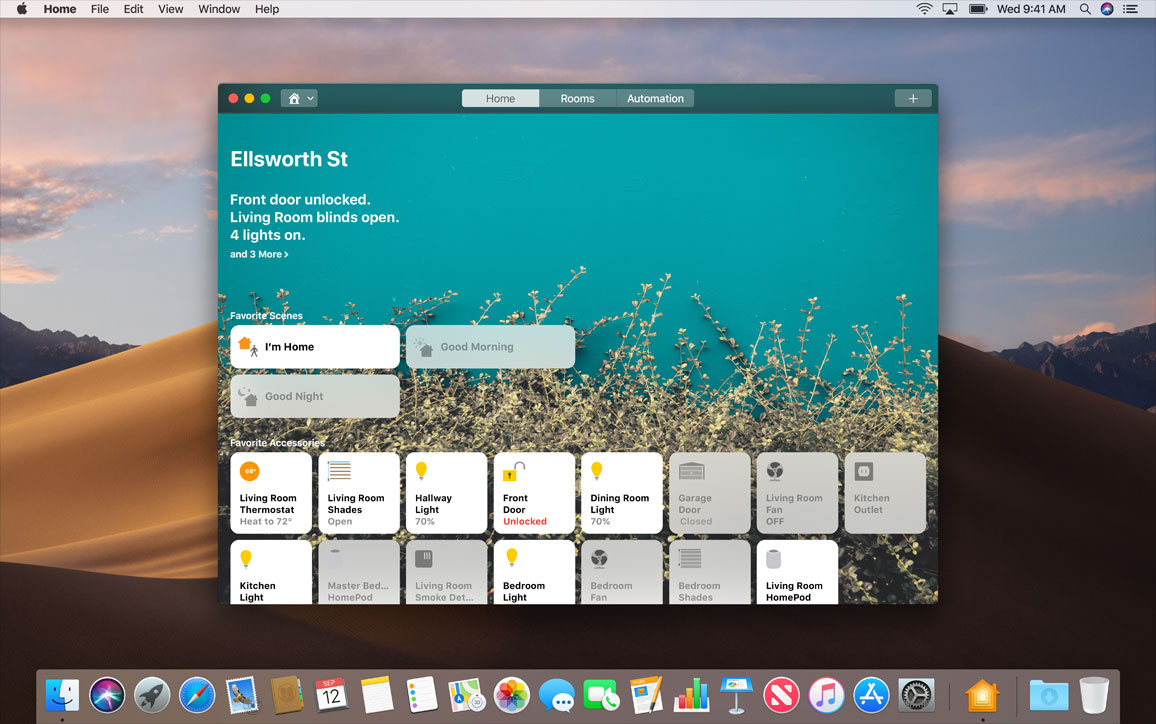 Home File Edit View Window Help
Wed 9:41 AM
Home Rooms Automation
Ellsworth St
Front door unlocked.
Living Room blinds open.
4 lights on.
and 3 More ›
Favorite Scenes
I'm Home
Good Morning
Good Night
Favorite Accessories
68°
Living Room
Thermostat
Heat to 72°
Living Room
Shades
Open
Hallway
Light
70%
Front
Door
Unlocked
Dining Room
Light
70%
Garage
Door
Closed
Living Room
Fan
OFF
Kitchen
Outlet
Kitchen
Light
Master Bed...
HomePod
Living Room
Smoke Det...
Bedroom
Light
Bedroom
Fan
Bedroom
Shades
Living Room
HomePod
SEP
12